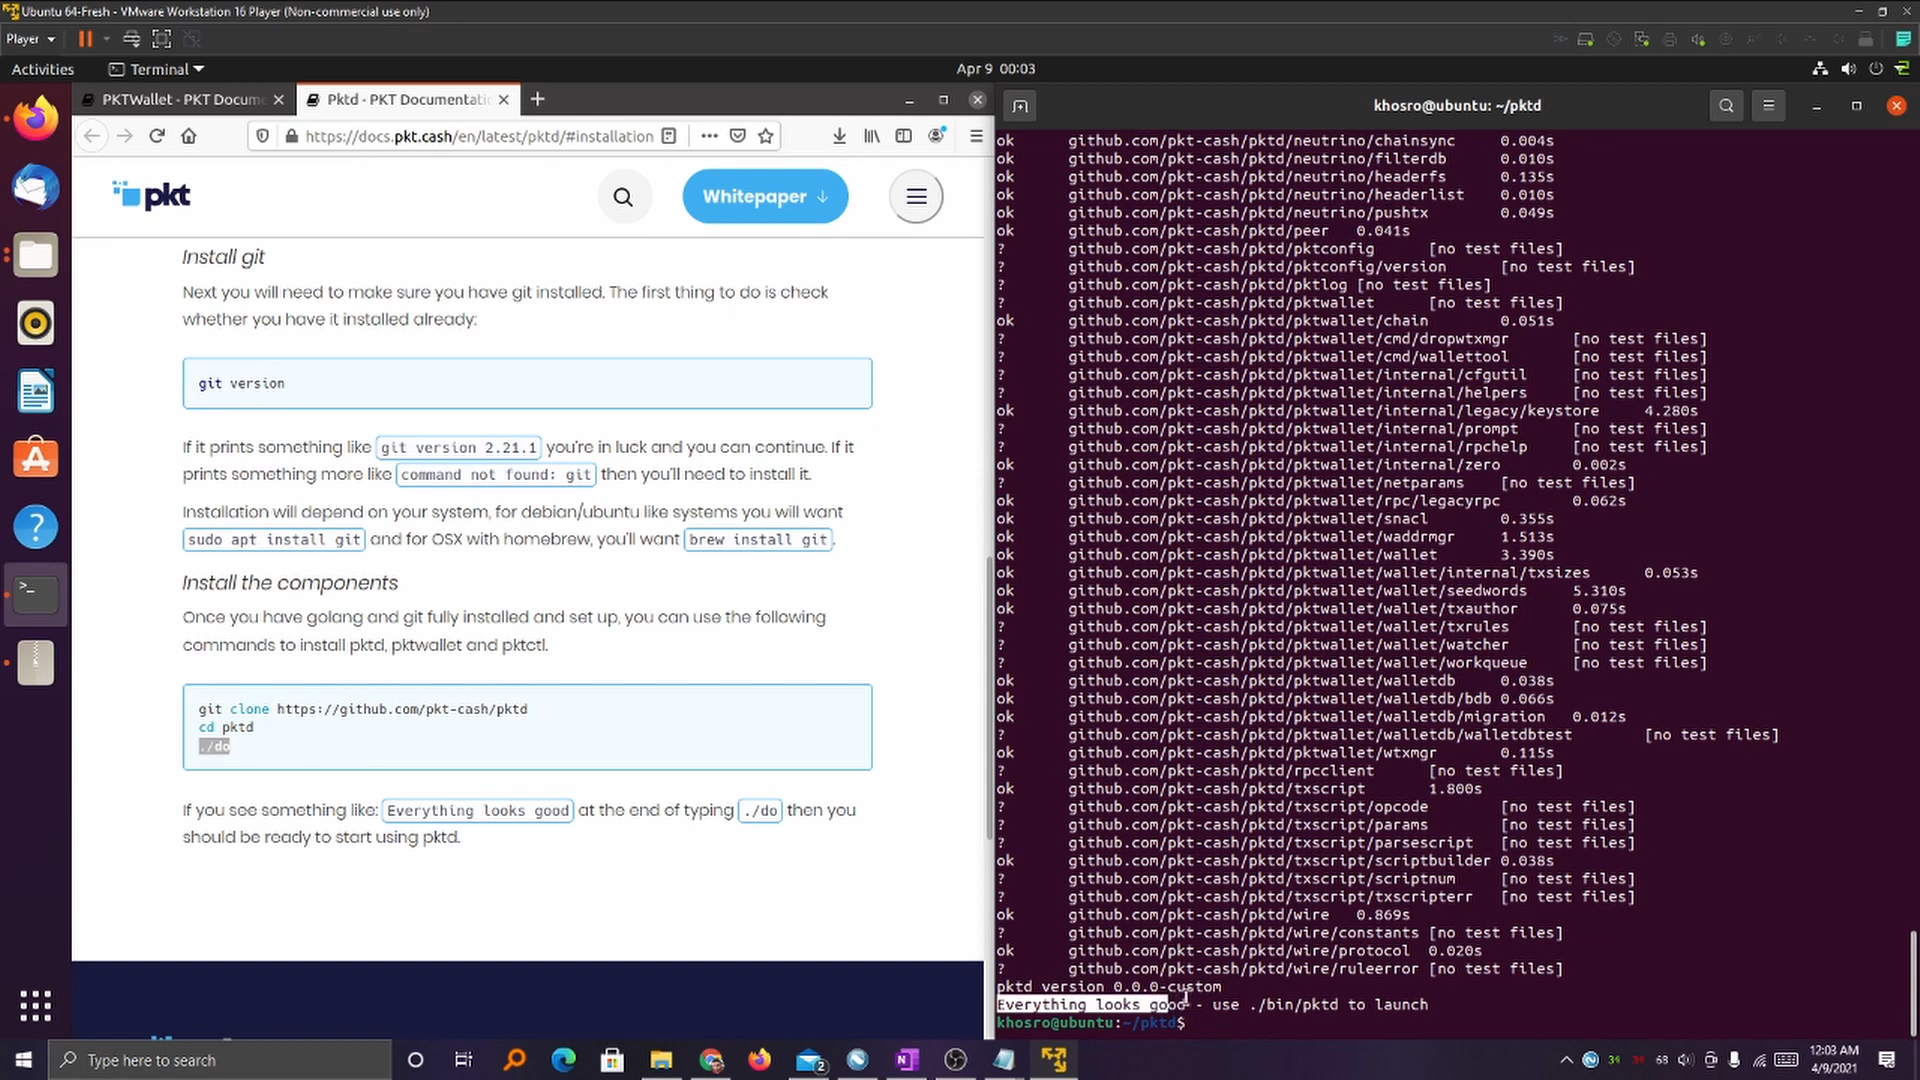 Ubuntu 64-Fresh - VMware Workstation 16 Player (Non-commercial use only)
Player
Activities
Terminal
Apr 9 00:03
PKTWallet - PKT Docume
Pktd - PKT Documentatio
khosro@ubuntu: ~/pktd
https://docs.pkt.cash/en/latest/pktd/#installation
pkt
Whitepaper ↓
Install git
Next you will need to make sure you have git installed. The first thing to do is check
whether you have it installed already:
git version
If it prints something like git version 2.21.1 you're in luck and you can continue. If it
prints something more like command not found: git then you'll need to install it.
Installation will depend on your system, for debian/ubuntu like systems you will want
sudo apt install git and for OSX with homebrew, you'll want brew install git.
Install the components
Once you have golang and git fully installed and set up, you can use the following
commands to install pktd, pktwallet and pktctl.
git clone https://github.com/pkt-cash/pktd
cd pktd
./do
If you see something like: Everything looks good at the end of typing ./do then you
should be ready to start using pktd.
ok github.com/pkt-cash/pktd/neutrino/chainsync 0.004s
ok github.com/pkt-cash/pktd/neutrino/filterdb 0.010s
ok github.com/pkt-cash/pktd/neutrino/headerfs 0.135s
ok github.com/pkt-cash/pktd/neutrino/headerlist 0.010s
ok github.com/pkt-cash/pktd/neutrino/pushtx 0.049s
ok github.com/pkt-cash/pktd/peer 0.041s
? github.com/pkt-cash/pktd/pktconfig [no test files]
? github.com/pkt-cash/pktd/pktconfig/version [no test files]
? github.com/pkt-cash/pktd/pktlog [no test files]
? github.com/pkt-cash/pktd/pktwallet [no test files]
ok github.com/pkt-cash/pktd/pktwallet/chain 0.051s
? github.com/pkt-cash/pktd/pktwallet/cmd/dropwtxmgr [no test files]
? github.com/pkt-cash/pktd/pktwallet/cmd/wallettool [no test files]
? github.com/pkt-cash/pktd/pktwallet/internal/cfgutil [no test files]
? github.com/pkt-cash/pktd/pktwallet/internal/helpers [no test files]
ok github.com/pkt-cash/pktd/pktwallet/internal/legacy/keystore 4.280s
? github.com/pkt-cash/pktd/pktwallet/internal/prompt [no test files]
? github.com/pkt-cash/pktd/pktwallet/internal/rpchelp [no test files]
ok github.com/pkt-cash/pktd/pktwallet/internal/zero 0.002s
? github.com/pkt-cash/pktd/pktwallet/netparams [no test files]
ok github.com/pkt-cash/pktd/pktwallet/rpc/legacyrpc 0.062s
ok github.com/pkt-cash/pktd/pktwallet/snacl 0.355s
ok github.com/pkt-cash/pktd/pktwallet/waddrmgr 1.513s
ok github.com/pkt-cash/pktd/pktwallet/wallet 3.390s
ok github.com/pkt-cash/pktd/pktwallet/wallet/internal/txsizes 0.053s
ok github.com/pkt-cash/pktd/pktwallet/wallet/seedwords 5.310s
ok github.com/pkt-cash/pktd/pktwallet/wallet/txauthor 0.075s
? github.com/pkt-cash/pktd/pktwallet/wallet/txrules [no test files]
? github.com/pkt-cash/pktd/pktwallet/wallet/watcher [no test files]
? github.com/pkt-cash/pktd/pktwallet/wallet/workqueue [no test files]
ok github.com/pkt-cash/pktd/pktwallet/walletdb 0.038s
ok github.com/pkt-cash/pktd/pktwallet/walletdb/bdb 0.066s
ok github.com/pkt-cash/pktd/pktwallet/walletdb/migration 0.012s
? github.com/pkt-cash/pktd/pktwallet/walletdb/walletdbtest [no test files]
ok github.com/pkt-cash/pktd/pktwallet/wtxmgr 0.115s
? github.com/pkt-cash/pktd/rpcclient [no test files]
ok github.com/pkt-cash/pktd/txscript 1.800s
? github.com/pkt-cash/pktd/txscript/opcode [no test files]
? github.com/pkt-cash/pktd/txscript/params [no test files]
? github.com/pkt-cash/pktd/txscript/parsescript [no test files]
ok github.com/pkt-cash/pktd/txscript/scriptbuilder 0.038s
? github.com/pkt-cash/pktd/txscript/scriptnum [no test files]
? github.com/pkt-cash/pktd/txscript/txscripterr [no test files]
ok github.com/pkt-cash/pktd/wire 0.869s
? github.com/pkt-cash/pktd/wire/constants [no test files]
ok github.com/pkt-cash/pktd/wire/protocol 0.020s
? github.com/pkt-cash/pktd/wire/ruleerror [no test files]
pktd version 0.0.0-custom
Everything looks good - use ./bin/pktd to launch
khosro@ubuntu:~/pktd$
Type here to search
2
34
68
12:03 AM
4/9/2021